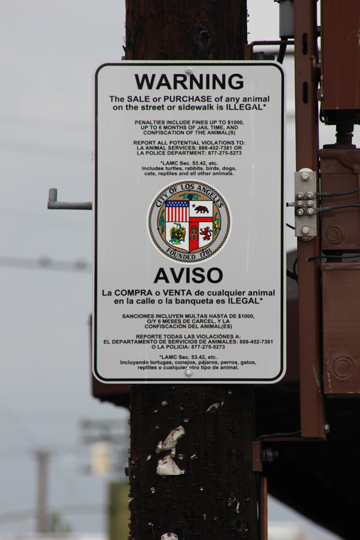 WARNING
The SALE or PURCHASE of any animal
on the street or sidewalk is ILLEGAL*
PENALTIES INCLUDE FINES UP TO $1000,
UP TO 6 MONTHS OF JAIL TIME, AND
CONFISCATION OF THE ANIMAL(S)
REPORT ALL POTENTIAL VIOLATIONS TO:
LA ANIMAL SERVICES: 888-452-7381 OR
LA POLICE DEPARTMENT: 877-275-5273
*LAMC Sec. 53.42, etc.
Includes turtles, rabbits, birds, dogs,
cats, reptiles and all other animals.
CITY OF LOS ANGELES
FOUNDED 1781
AVISO
La COMPRA o VENTA de cualquier animal
en la calle o la banqueta es ILEGAL*
SANCIONES INCLUYEN MULTAS HASTA DE $1000,
O/Y 6 MESES DE CARCEL, Y LA
CONFISCACIÓN DEL ANIMAL(ES)
REPORTE TODAS LAS VIOLACIÓNES A:
EL DEPARTAMENTO DE SERVICIOS DE ANIMALES: 888-452-7381
O LA POLICIA: 877-275-5273
*LAMC Sec. 53.42, etc.
Incluyendo tortugas, conejos, pájaros, perros, gatos,
reptiles o cualquier otro tipo de animal.